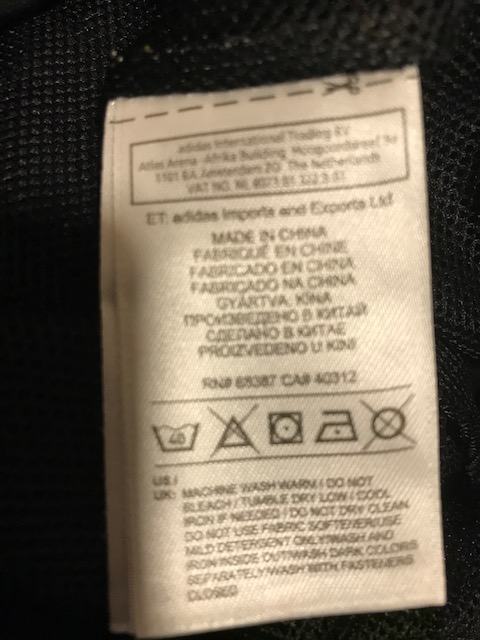 adidas International Trading BV
Atlas Arena -Afrika Building, Hoogoorddreef 9a
1101 BA Amsterdam ZO The Netherlands
VAT NO. NL
ET: adidas Imports and Exports Ltd
MADE IN CHINA
FABRIQUÉ EN CHINE
FABRICADO EN CHINA
FABRICADO NA CHINA
GYÁRTVA. KÍNA
ПРОИЗВЕДЕНО В КИТАЙ
СДЕЛАНО В КИТАЕ
PROIZVEDENO U KINI
RN# 88387 CA# 40312
40
US /
UK: MACHINE WASH WARM / DO NOT
BLEACH / TUMBLE DRY LOW / COOL
IRON IF NEEDED / DO NOT DRY CLEAN
DO NOT USE FABRIC SOFTENER/USE
MILD DETERGENT ONLY/WASH AND
IRON INSIDE OUT/WASH DARK COLORS
SEPARATELY/WASH WITH FASTENERS
CLOSED